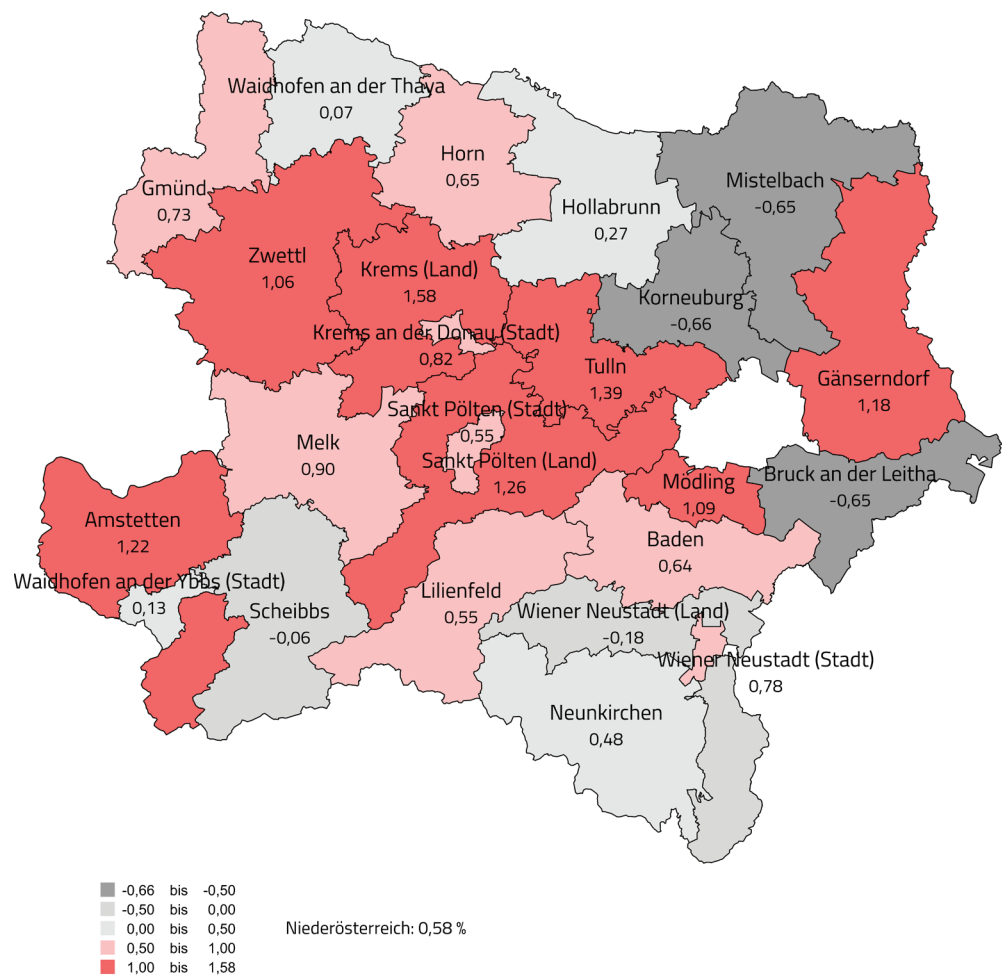 Waidhofen an der Thaya
0,07
Horn
0,65
Gmünd
0,73
Mistelbach
-0,65
Hollabrunn
0,27
Zwettl
1,06
Krems (Land)
1,58
Korneuburg
-0,66
Krems an der Donau (Stadt)
0,82
Tulln
1,39
Gänserndorf
1,18
Sankt Pölten (Stadt)
0,55
Melk
0,90
Sankt Pölten (Land)
1,26
Mödling
1,09
Bruck an der Leitha
-0,65
Amstetten
1,22
Baden
0,64
Waidhofen an der Ybbs (Stadt)
0,13
Scheibbs
-0,06
Lilienfeld
0,55
Wiener Neustadt (Land)
-0,18
Wiener Neustadt (Stadt)
0,78
Neunkirchen
0,48
-0,66 bis -0,50
-0,50 bis 0,00
0,00 bis 0,50
0,50 bis 1,00
1,00 bis 1,58
Niederösterreich: 0,58 %